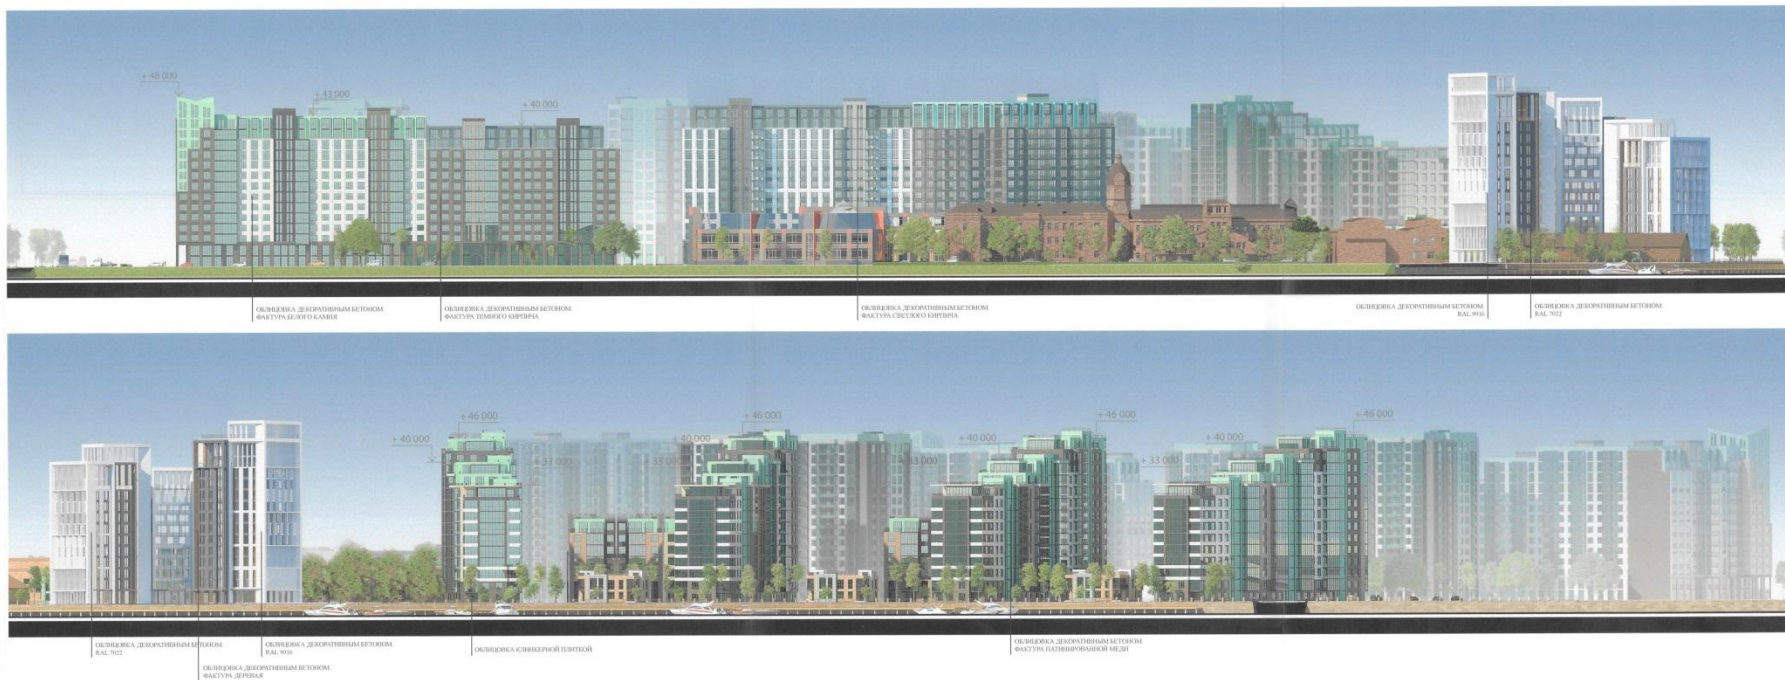 + 48 000
+ 43 000
+ 40 000
ОБЛИЦОВКА ДЕКОРАТИВНЫМ БЕТОНОМ.
ФАКТУРА БЕЛОГО КАМНЯ
ОБЛИЦОВКА ДЕКОРАТИВНЫМ БЕТОНОМ.
ФАКТУРА ТЕМНОГО КИРПИЧА
ОБЛИЦОВКА ДЕКОРАТИВНЫМ БЕТОНОМ.
ФАКТУРА СВЕТЛОГО КИРПИЧА
ОБЛИЦОВКА ДЕКОРАТИВНЫМ БЕТОНОМ.
RAL 9016
ОБЛИЦОВКА ДЕКОРАТИВНЫМ БЕТОНОМ.
RAL 7022
+ 40 000
+ 46 000
+ 33 000
+ 33 000
+ 40 000
+ 46 000
33 000
+ 40 000
+ 46 000
+ 33 000
+ 40 000
+ 46 000
ОБЛИЦОВКА ДЕКОРАТИВНЫМ БЕТОНОМ.
RAL 7022
ОБЛИЦОВКА ДЕКОРАТИВНЫМ БЕТОНОМ.
ФАКТУРА ДЕРЕВАЯ
ОБЛИЦОВКА ДЕКОРАТИВНЫМ БЕТОНОМ.
RAL 9016
ОБЛИЦОВКА КЛИНКЕРНОЙ ПЛИТКОЙ
ОБЛИЦОВКА ДЕКОРАТИВНЫМ БЕТОНОМ.
ФАКТУРА ПАТИНИРОВАННОЙ МЕДИ